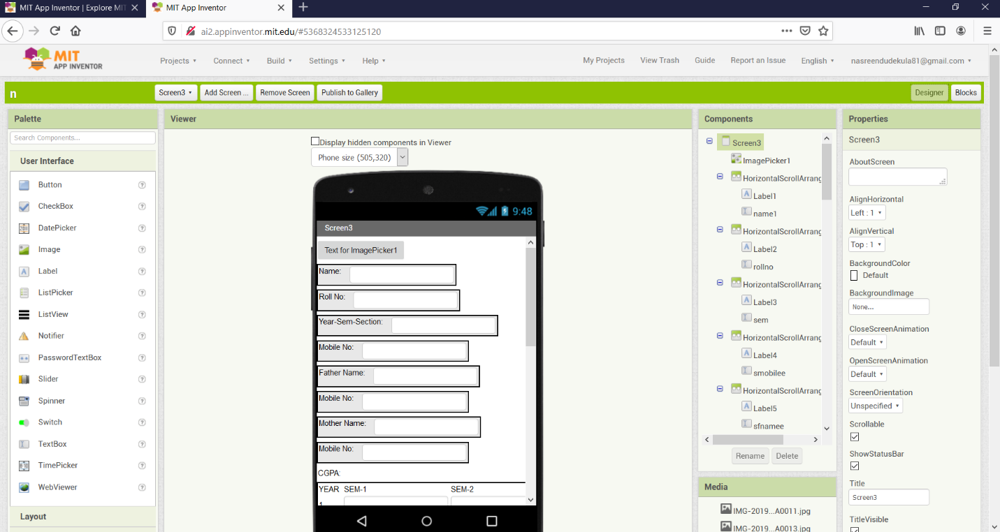 MIT App Inventor | Explore MIT
MIT App Inventor
ai2.appinventor.mit.edu/#5368324533125120
MIT
APP INVENTOR
Projects
Connect
Build
Settings
Help
My Projects
View Trash
Guide
Report an Issue
English
nasreendudekula81@gmail.com
n
Screen3
Add Screen ...
Remove Screen
Publish to Gallery
Designer
Blocks
Palette
Search Components...
User Interface
Button
CheckBox
DatePicker
Image
Label
ListPicker
ListView
Notifier
PasswordTextBox
Slider
Spinner
Switch
TextBox
TimePicker
WebViewer
Layout
Viewer
Display hidden components in Viewer
Phone size (505,320)
9:48
Screen3
Text for ImagePicker1
Name:
Roll No:
Year-Sem-Section:
Mobile No:
Father Name:
Mobile No:
Mother Name:
Mobile No:
CGPA:
YEAR SEM-1 SEM-2
1
Components
Screen3
ImagePicker1
HorizontalScrollArrang
Label1
name1
HorizontalScrollArrang
Label2
rollno
HorizontalScrollArrang
Label3
sem
HorizontalScrollArrang
Label4
smobilee
HorizontalScrollArrang
Label5
sfnamee
Rename
Delete
Media
IMG-2019...A0011.jpg
IMG-2019...A0013.jpg
Properties
Screen3
AboutScreen
AlignHorizontal
Left : 1
AlignVertical
Top : 1
BackgroundColor
Default
BackgroundImage
None...
CloseScreenAnimation
Default
OpenScreenAnimation
Default
ScreenOrientation
Unspecified
Scrollable
ShowStatusBar
Title
Screen3
TitleVisible